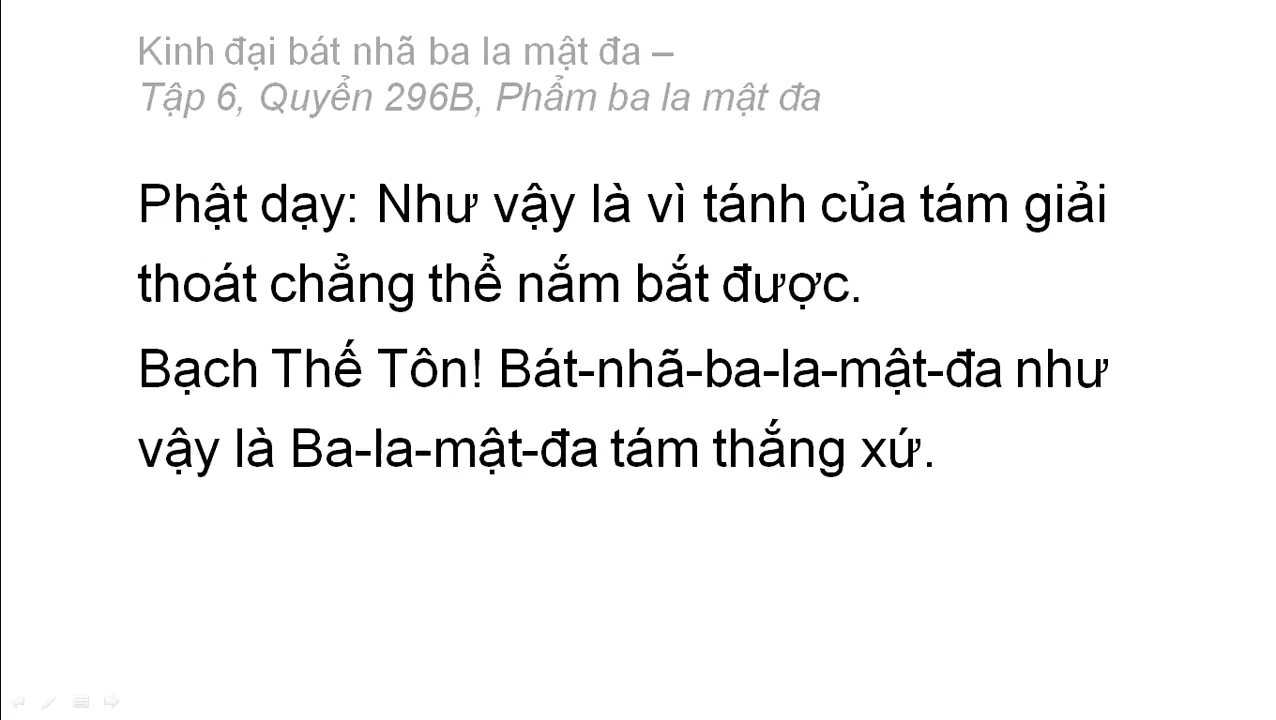 Kinh đại bát nhã ba la mật đa –
Tập 6, Quyển 296B, Phẩm ba la mật đa
Phật dạy: Như vậy là vì tánh của tám giải
thoát chẳng thể nắm bắt được.
Bạch Thế Tôn! Bát-nhã-ba-la-mật-đa như
vậy là Ba-la-mật-đa tám thắng xứ.